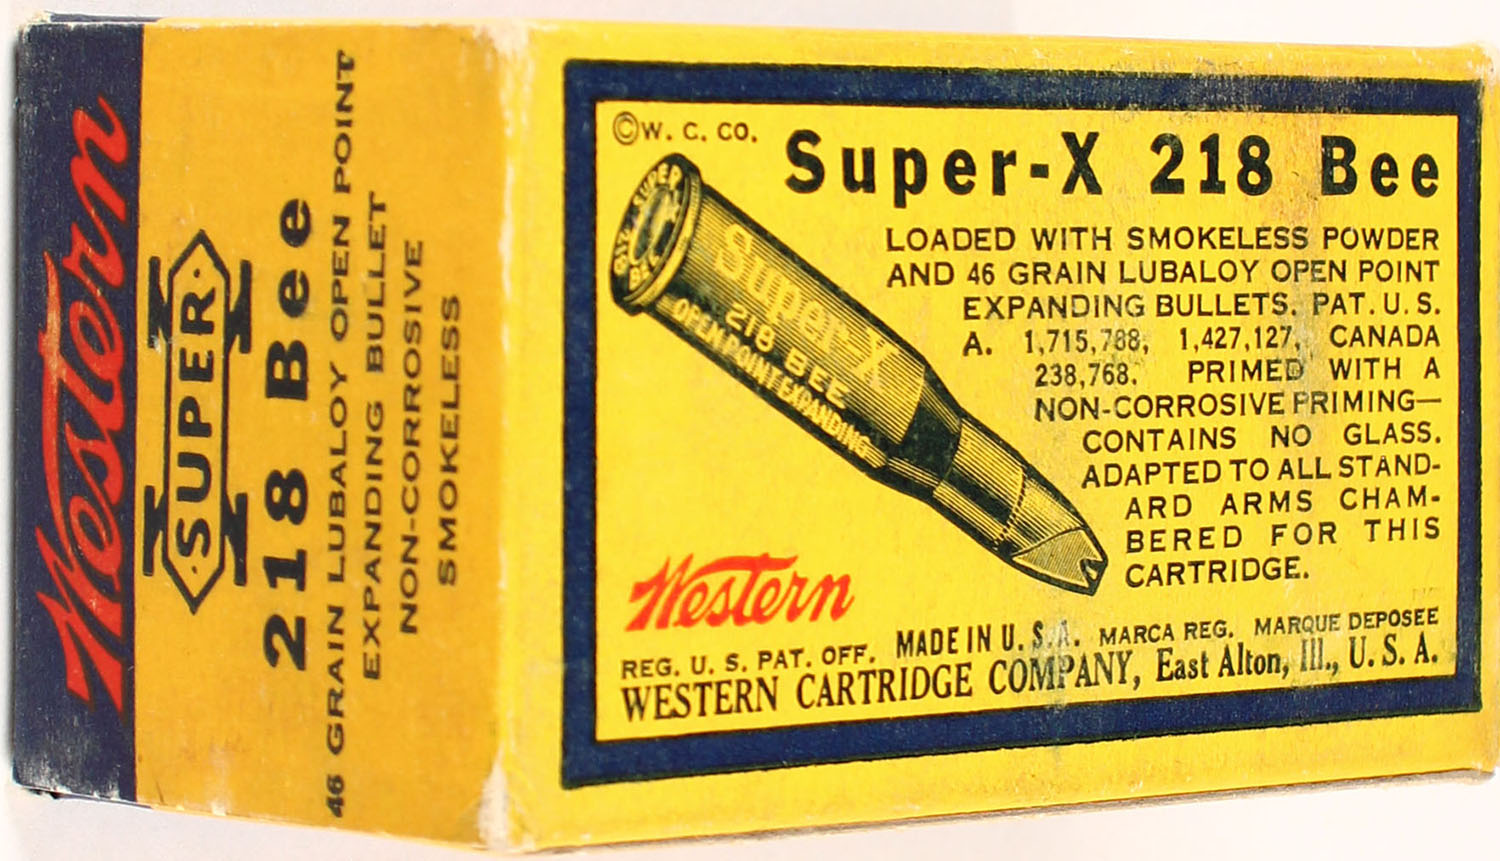 Western
SUPER
X
218 Bee
46 GRAIN LUBALOY OPEN POINT
EXPANDING BULLET
NON-CORROSIVE
SMOKELESS
©W. C. CO.
Super-X 218 Bee
LOADED WITH SMOKELESS POWDER
AND 46 GRAIN LUBALOY OPEN POINT
EXPANDING BULLETS. PAT. U. S.
A. 1,715,788, 1,427,127, CANADA
238,768. PRIMED WITH A
NON-CORROSIVE PRIMING—
CONTAINS NO GLASS.
ADAPTED TO ALL STAND-
ARD ARMS CHAM-
BERED FOR THIS
CARTRIDGE.
SUPER
BEE
Super-X
218 BEE
OPEN POINT EXPANDING
Western
REG. U. S. PAT. OFF. MADE IN U. S. A. MARCA REG. MARQUE DEPOSEE
WESTERN CARTRIDGE COMPANY, East Alton, Ill., U. S. A.